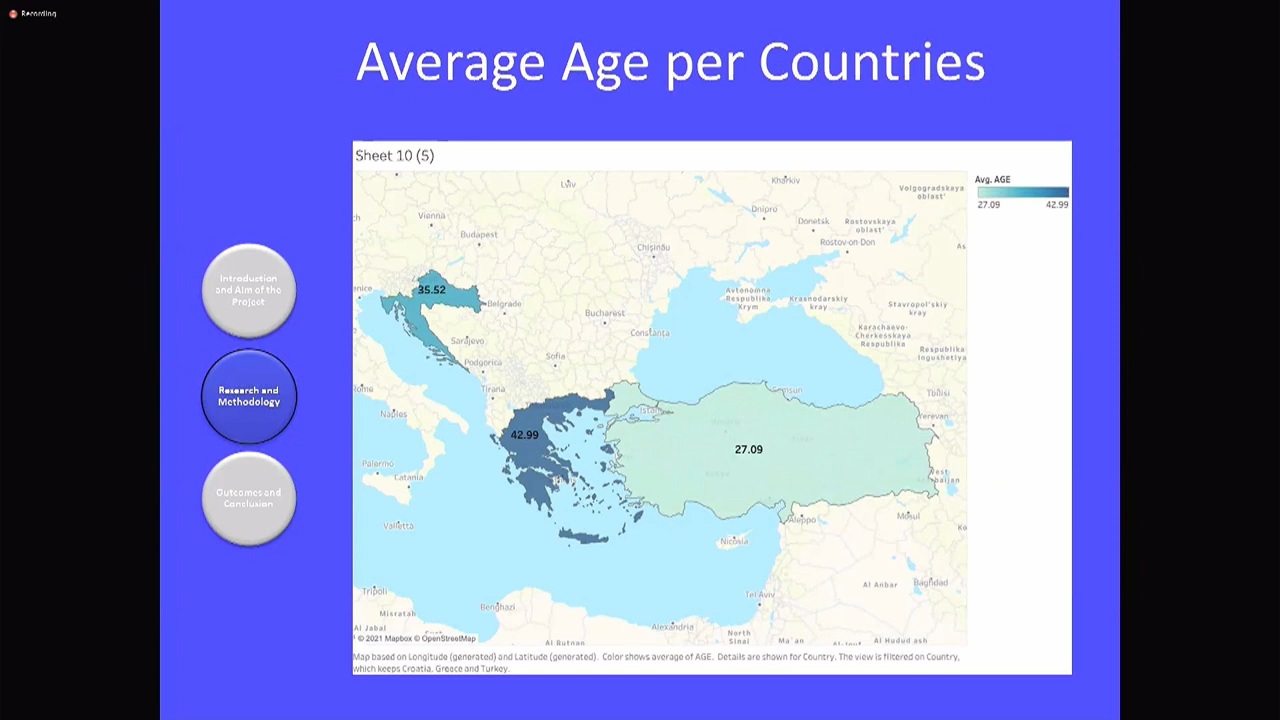 Recording
Average Age per Countries
Sheet 10 (5)
Avg. AGE
27.09 42.99
Introduction
and Aim of the
Project
Research and
Methodology
Outcomes and
Conclusion
Lviv
Kharkiv
Volgogradskaya
oblast'
Vienna
Dnipro
Donetsk
Rostovskaya
oblast'
Budapest
Chișinău
Rostov-on Don
35.52
Belgrade
Avtonomna
Respublika
Krym
Krasnodarskiy
kray
Stavropol'skiy
kray
Bucharest
Constanța
Karachaevo-
Cherkesskaya
Respublika
Sarajevo
Sofia
Podgorica
Respublika
Ingushetiya
Rome
Tirana
Samsun
Tbilisi
Naples
Yerevan
42.99
27.09
Palermo
Catania
Valletta
Aleppo
Mosul
Nicosia
Al Anbar
Baghdad
Tripoli
Tel Aviv
Misratah
Benghazi
Alexandria
Al Jabal
North
Sinai
Ma'an
Al Hudud ash
Al Butnan
© 2021 Mapbox © OpenStreetMap
Map based on Longitude (generated) and Latitude (generated). Color shows average of AGE. Details are shown for Country. The view is filtered on Country,
which keeps Croatia, Greece and Turkey.